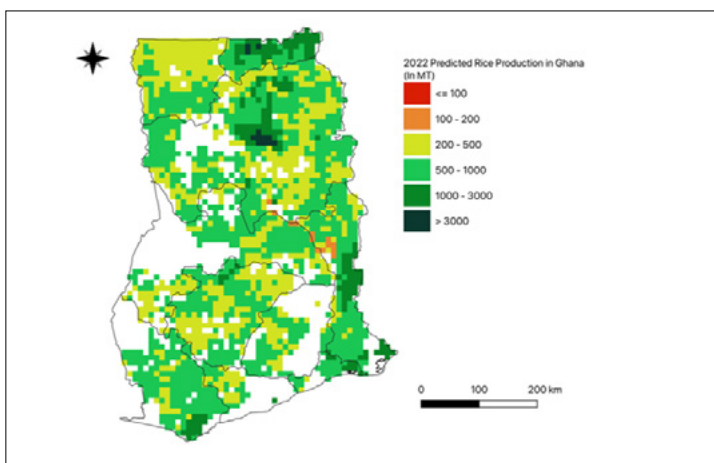 2022 Predicted Rice Production in Ghana
(In MT)
<= 100
100 - 200
200 - 500
500 - 1000
1000 - 3000
> 3000
0 100 200 km